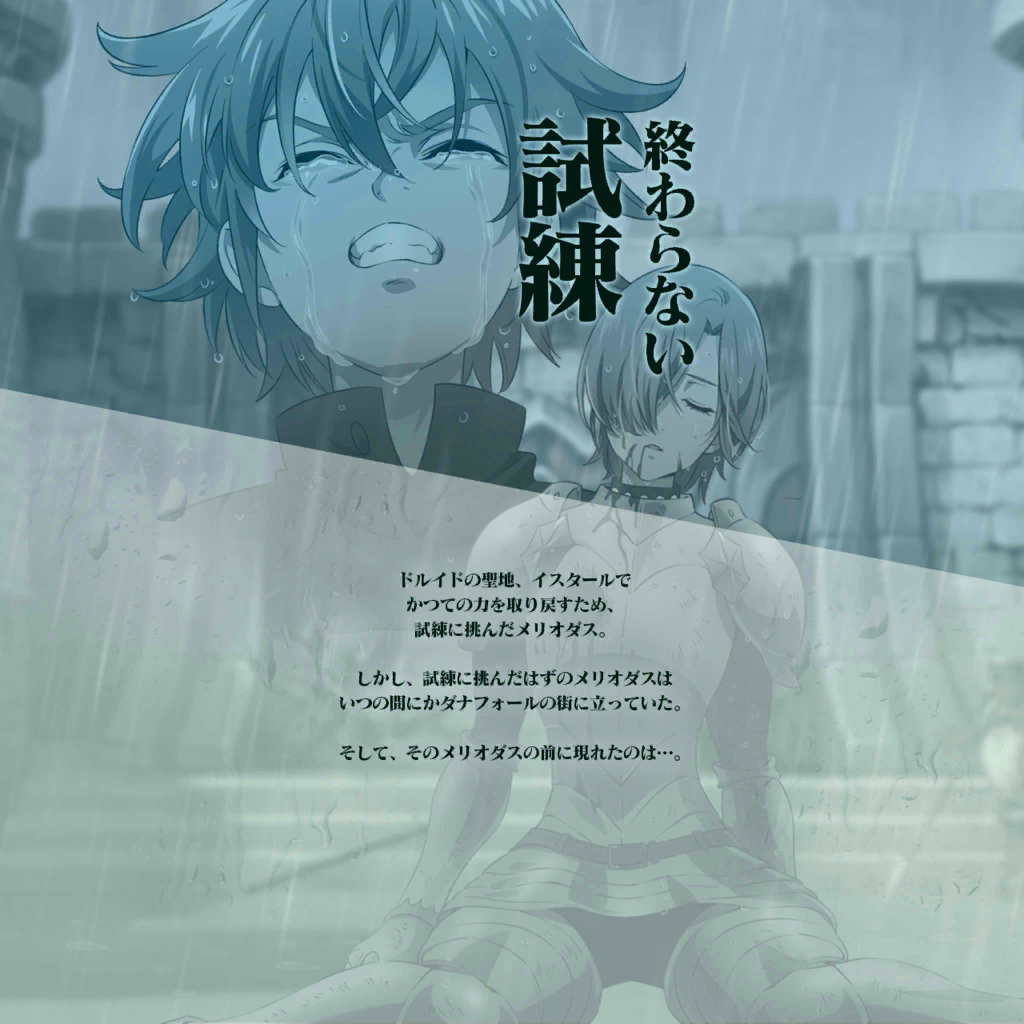 終わらない
試練
ドルイドの聖地、イスタールで
かつての力を取り戻すため、
試練に挑んだメリオダス。
しかし、試練に挑んだはずのメリオダスは
いつの間にかダナフォールの街に立っていた。
そして、そのメリオダスの前に現れたのは…。